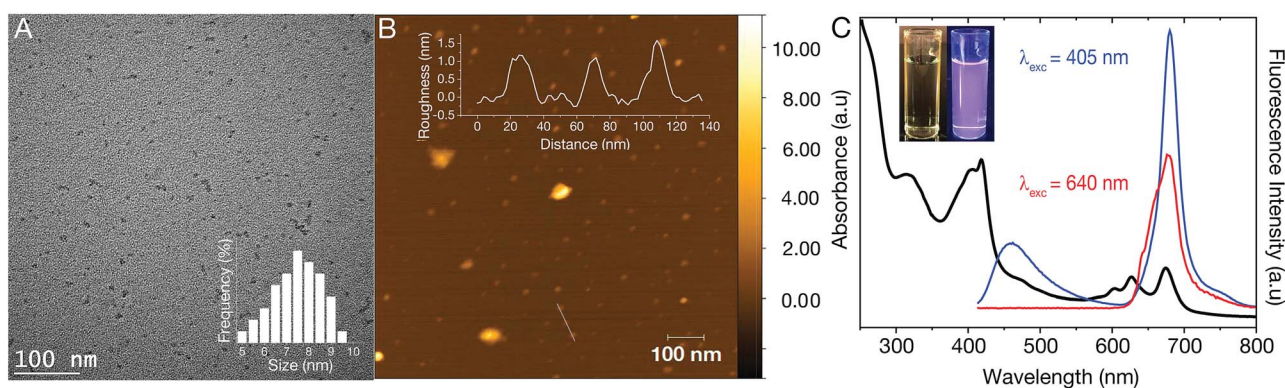 A
Frequency (%)
5 6 7 8 9 10
Size (nm)
100 nm
B
Roughness (nm)
1.5
1.0
0.5
0.0
-0.5
0 20 40 60 80 100 120 140
Distance (nm)
100 nm
10.00
8.00
6.00
4.00
2.00
0.00
C
Absorbance (a.u)
λexc = 405 nm
λexc = 640 nm
Fluorescence Intensity (a.u)
300 400 500 600 700 800
Wavelength (nm)